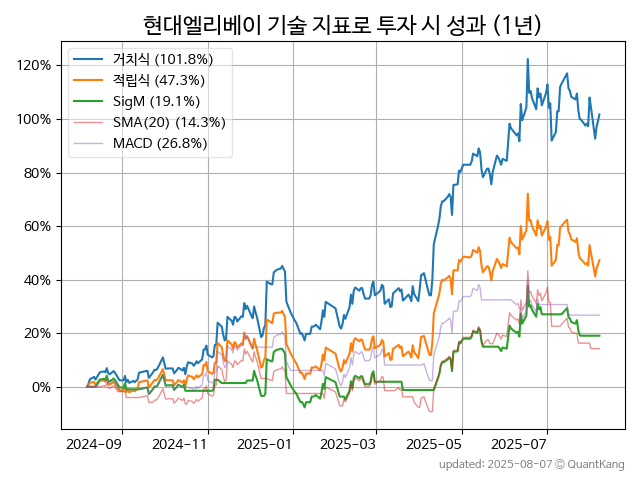 현대엘리베이 기술 지표로 투자 시 성과 (1년)
거치식 (101.8%)
적립식 (47.3%)
SigM (19.1%)
SMA(20) (14.3%)
MACD (26.8%)
120%
100%
80%
60%
40%
20%
0%
2024-09 2024-11 2025-01 2025-03 2025-05 2025-07
updated: 2025-08-07 © QuantKang